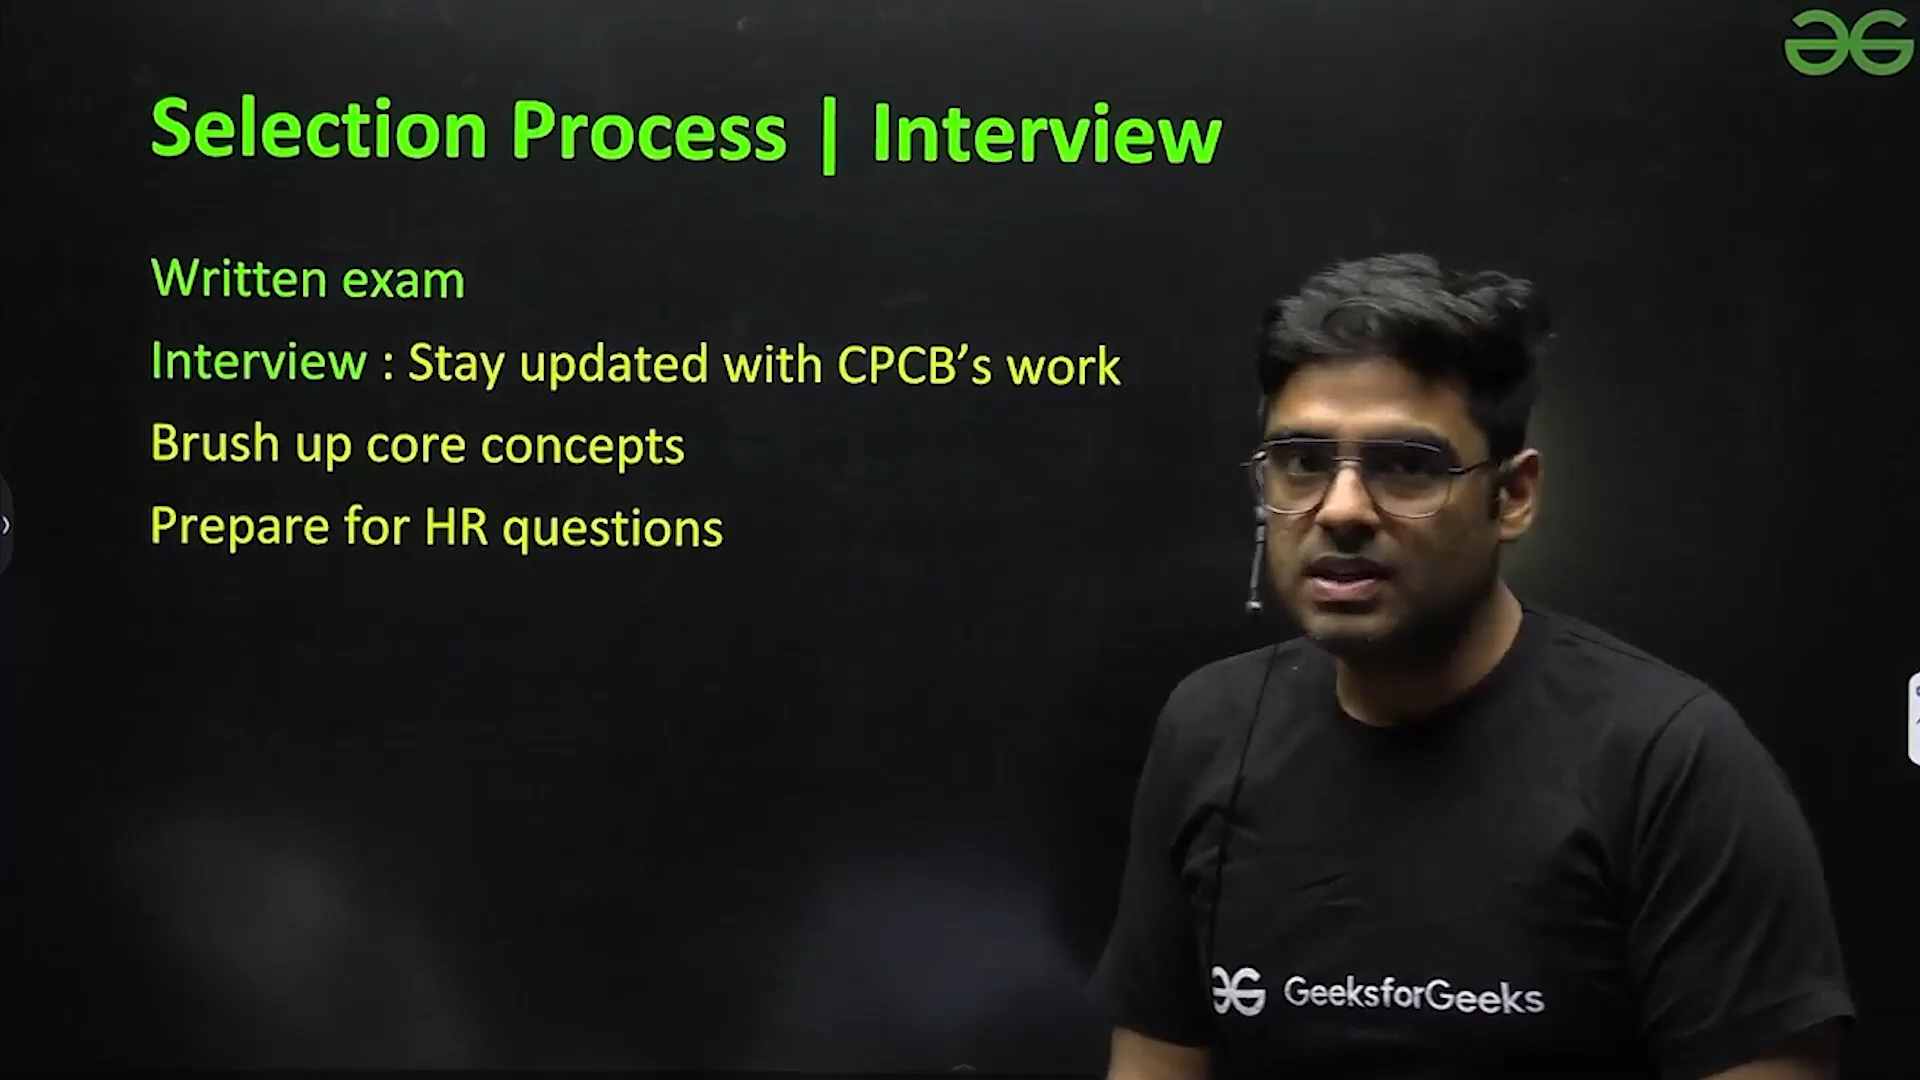 Selection Process | Interview
Written exam
Interview : Stay updated with CPCB's work
Brush up core concepts
Prepare for HR questions
GeeksforGeeks